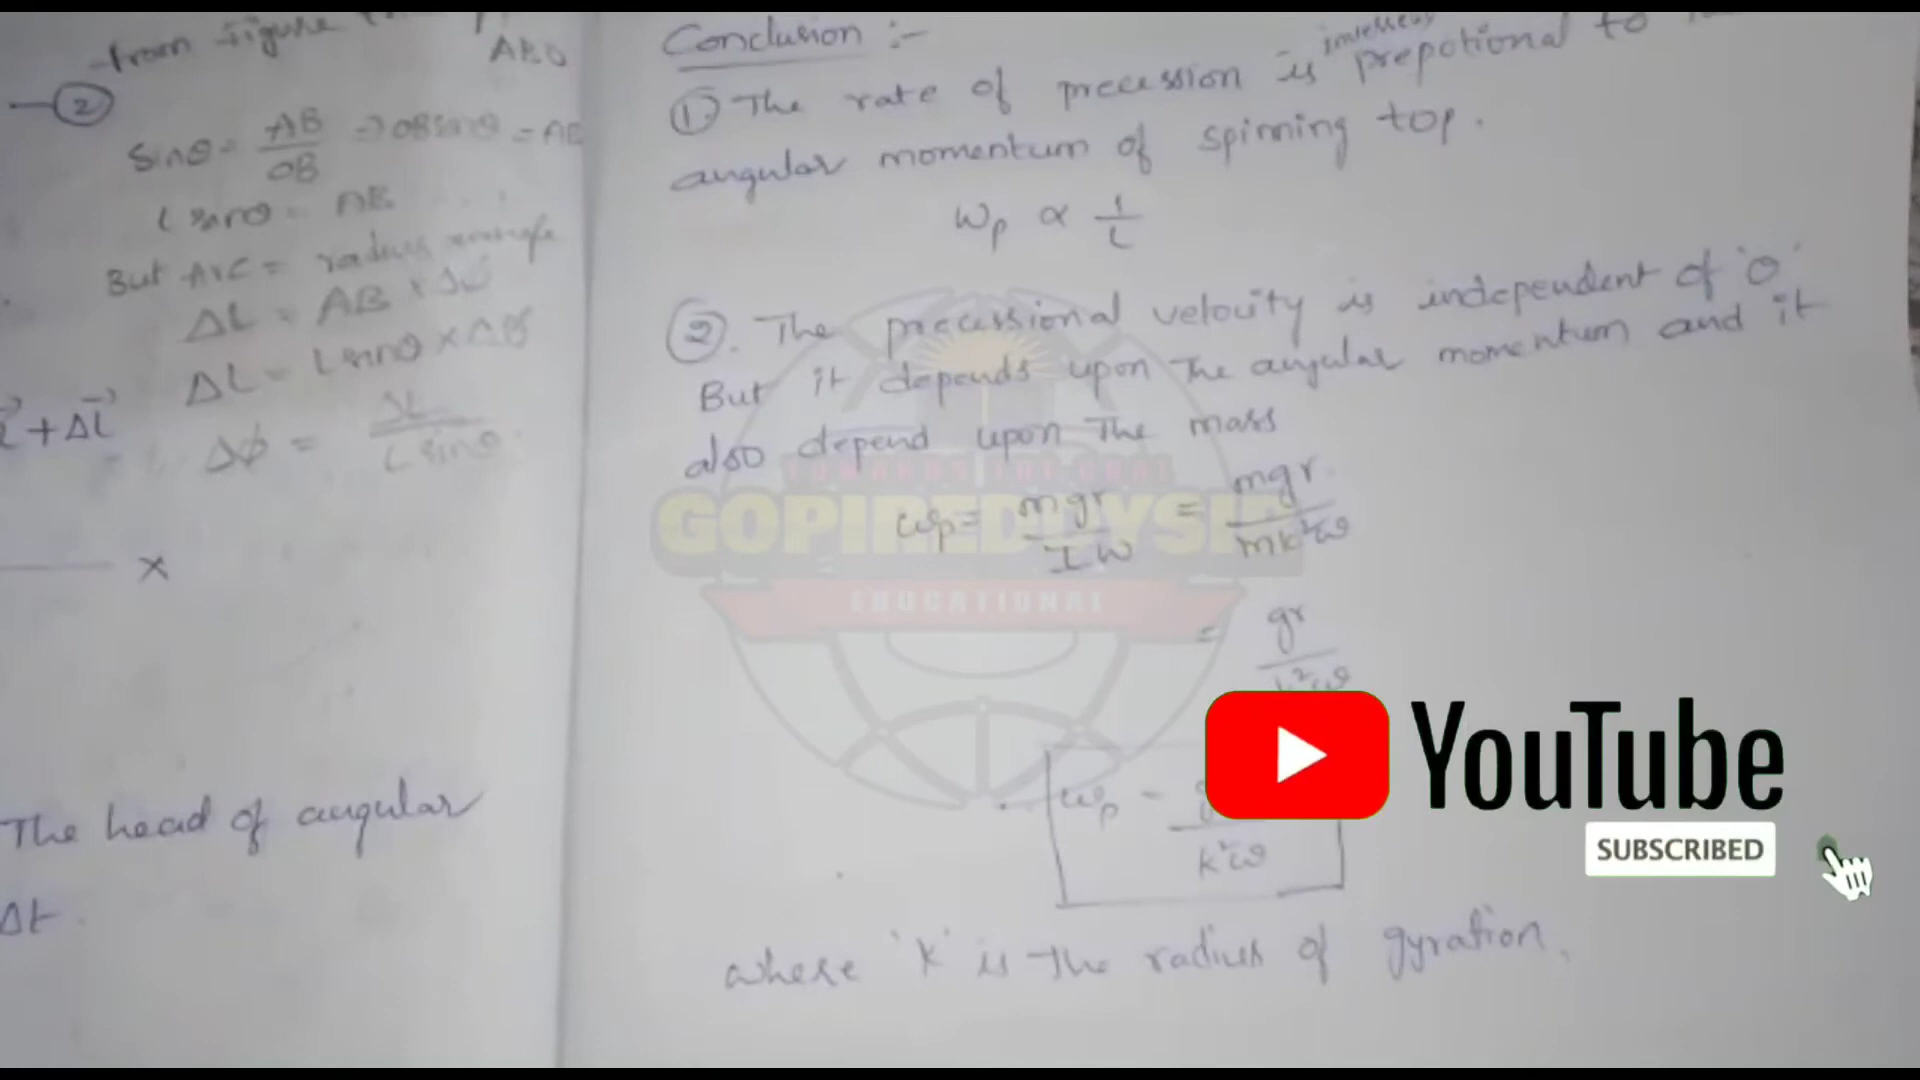 from figure
ABO
②
Sinθ = AB/OB ⇒ OBsinθ = AB
L sinθ = AB
But Arc = radius × angle
ΔL = AB × Δϕ
ΔL = L sinθ × Δϕ
L + ΔL
Δϕ = ΔL / L sinθ
×
The head of angular
Δt
Conclusion :-
① The rate of precession is inversely prepotional to
angular momentum of spinning top.
ωp ∝ 1/L
②. The precessional velocity is independent of 'θ'
But it depends upon The angular momentum and it
also depend upon The mass
ωp = mgr/Iω = mgr/mk²ω
= gr/k²ω
ωp = /k²ω
where 'k' is The radius of gyration.
GOPIREDDYSIR
EDUCATIONAL
YouTube
SUBSCRIBED